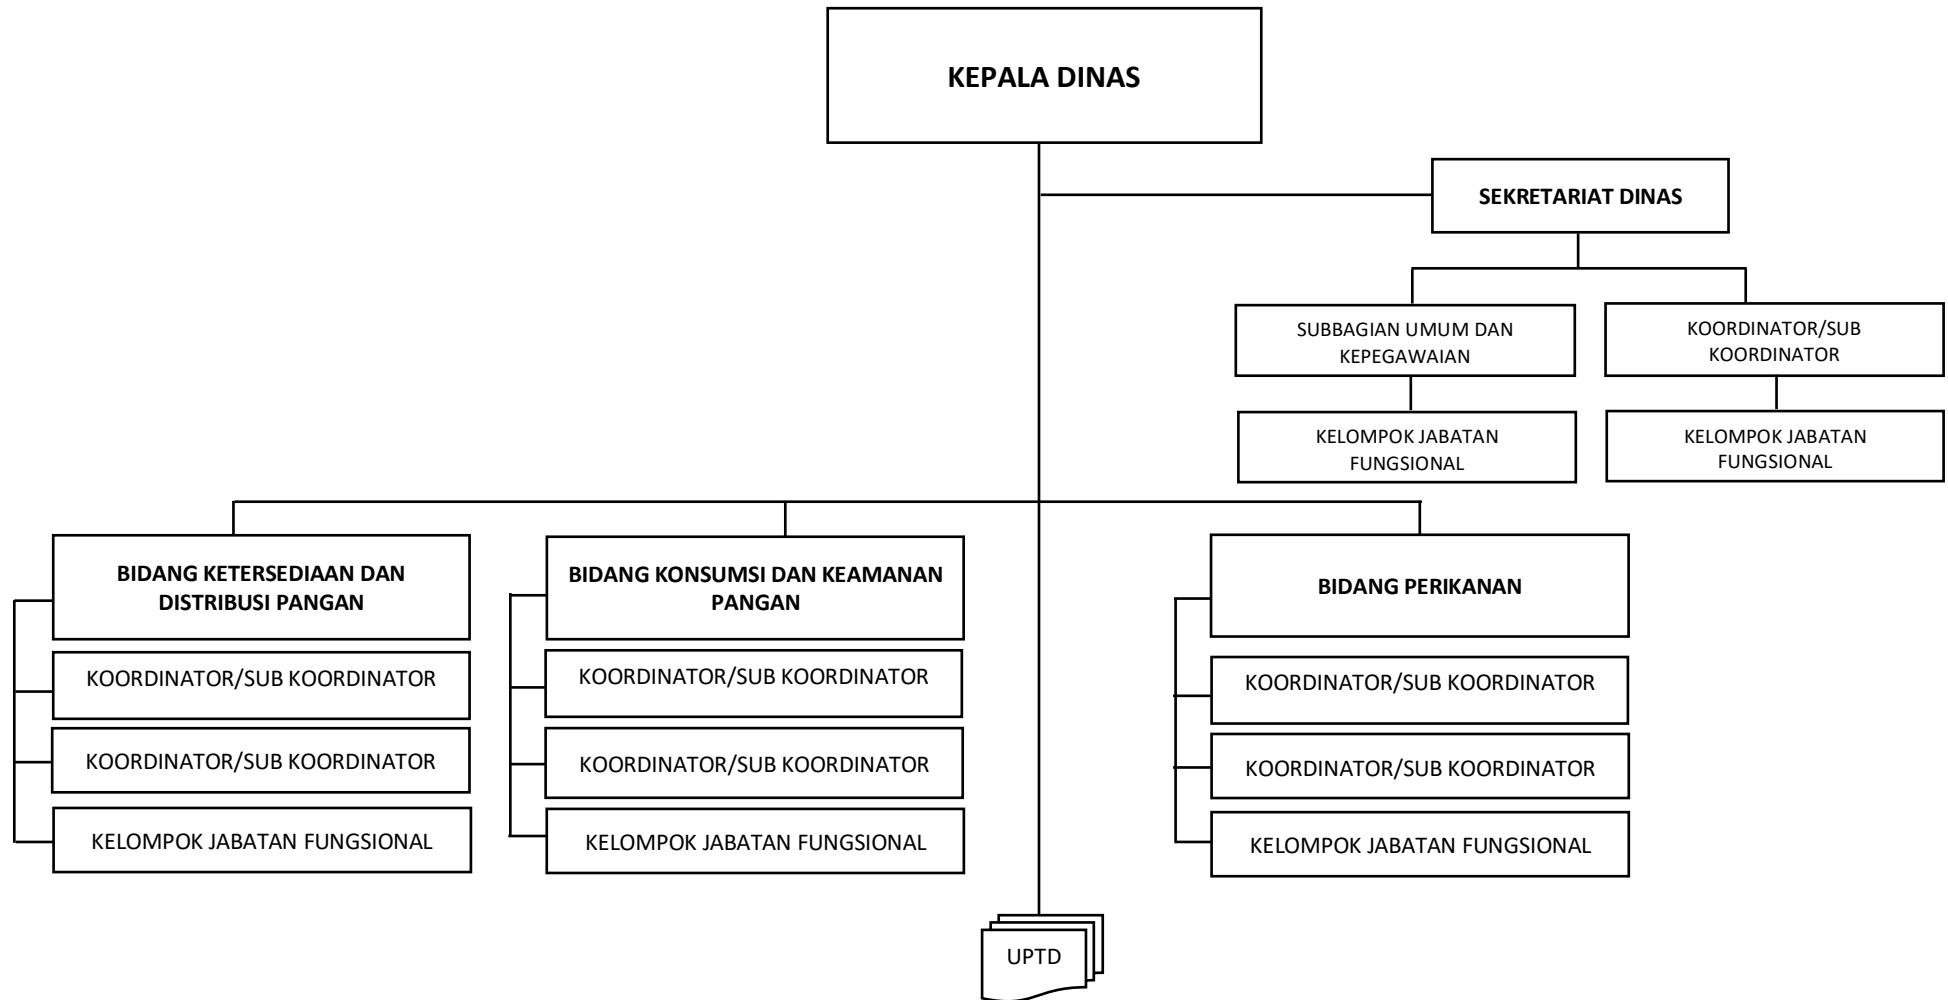 KEPALA DINAS
SEKRETARIAT DINAS
SUBBAGIAN UMUM DAN
KEPEGAWAIAN
KOORDINATOR/SUB
KOORDINATOR
KELOMPOK JABATAN
FUNGSIONAL
KELOMPOK JABATAN
FUNGSIONAL
BIDANG KETERSEDIAAN DAN
DISTRIBUSI PANGAN
KOORDINATOR/SUB KOORDINATOR
KOORDINATOR/SUB KOORDINATOR
KELOMPOK JABATAN FUNGSIONAL
BIDANG KONSUMSI DAN KEAMANAN
PANGAN
KOORDINATOR/SUB KOORDINATOR
KOORDINATOR/SUB KOORDINATOR
KELOMPOK JABATAN FUNGSIONAL
BIDANG PERIKANAN
KOORDINATOR/SUB KOORDINATOR
KOORDINATOR/SUB KOORDINATOR
KELOMPOK JABATAN FUNGSIONAL
UPTD